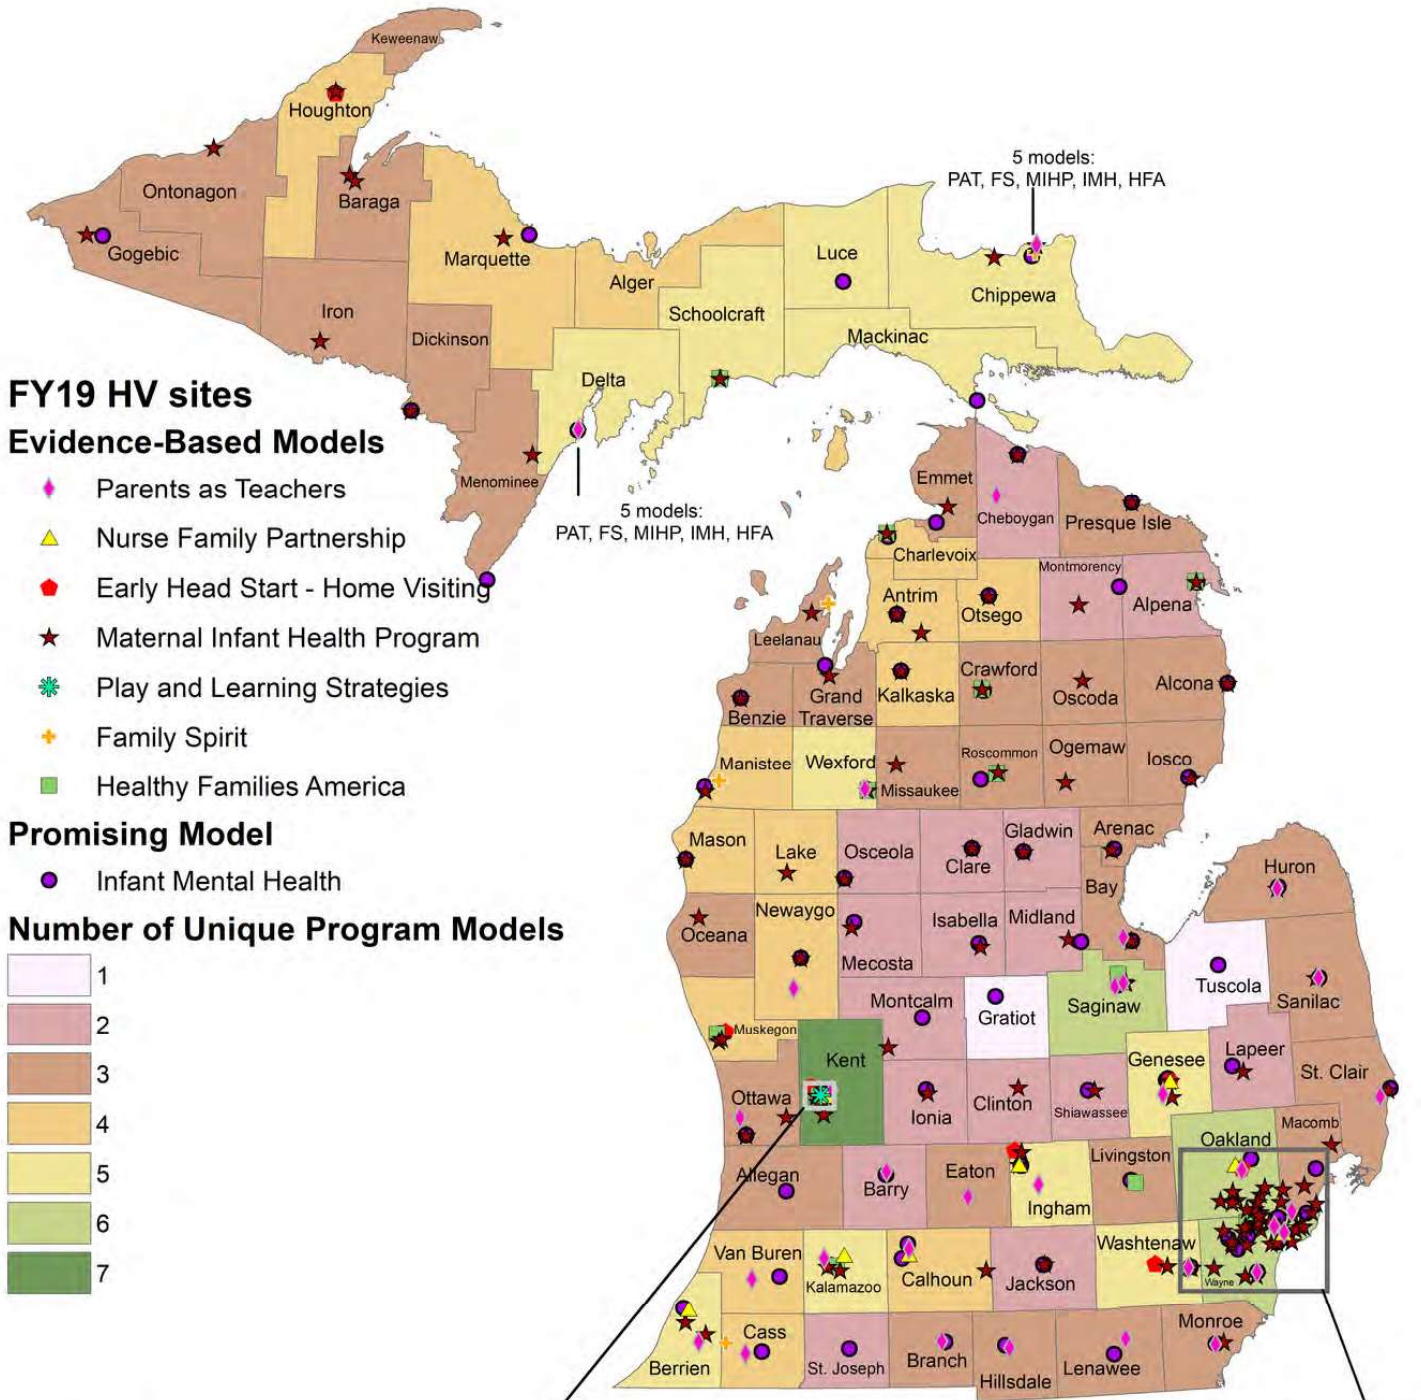 Keweenaw
Houghton
Ontonagon
Baraga
Gogebic
Marquette
Alger
Luce
5 models:
PAT, FS, MIHP, IMH, HFA
Chippewa
Schoolcraft
Mackinac
Iron
Dickinson
Delta
Menominee
5 models:
PAT, FS, MIHP, IMH, HFA
FY19 HV sites
Evidence-Based Models
Parents as Teachers
Nurse Family Partnership
Early Head Start - Home Visiting
Maternal Infant Health Program
Play and Learning Strategies
Family Spirit
Healthy Families America
Promising Model
Infant Mental Health
Number of Unique Program Models
1
2
3
4
5
6
7
Emmet
Cheboygan
Presque Isle
Charlevoix
Montmorency
Antrim
Otsego
Alpena
Leelanau
Grand
Traverse
Kalkaska
Crawford
Oscoda
Alcona
Benzie
Manistee
Wexford
Missaukee
Roscommon
Ogemaw
Iosco
Mason
Lake
Osceola
Clare
Gladwin
Arenac
Bay
Huron
Oceana
Newaygo
Mecosta
Isabella
Midland
Tuscola
Sanilac
Muskegon
Montcalm
Gratiot
Saginaw
Kent
Genesee
Lapeer
St. Clair
Ottawa
Ionia
Clinton
Shiawassee
Oakland
Macomb
Allegan
Barry
Eaton
Ingham
Livingston
Van Buren
Kalamazoo
Calhoun
Jackson
Washtenaw
Wayne
Berrien
Cass
St. Joseph
Branch
Hillsdale
Lenawee
Monroe